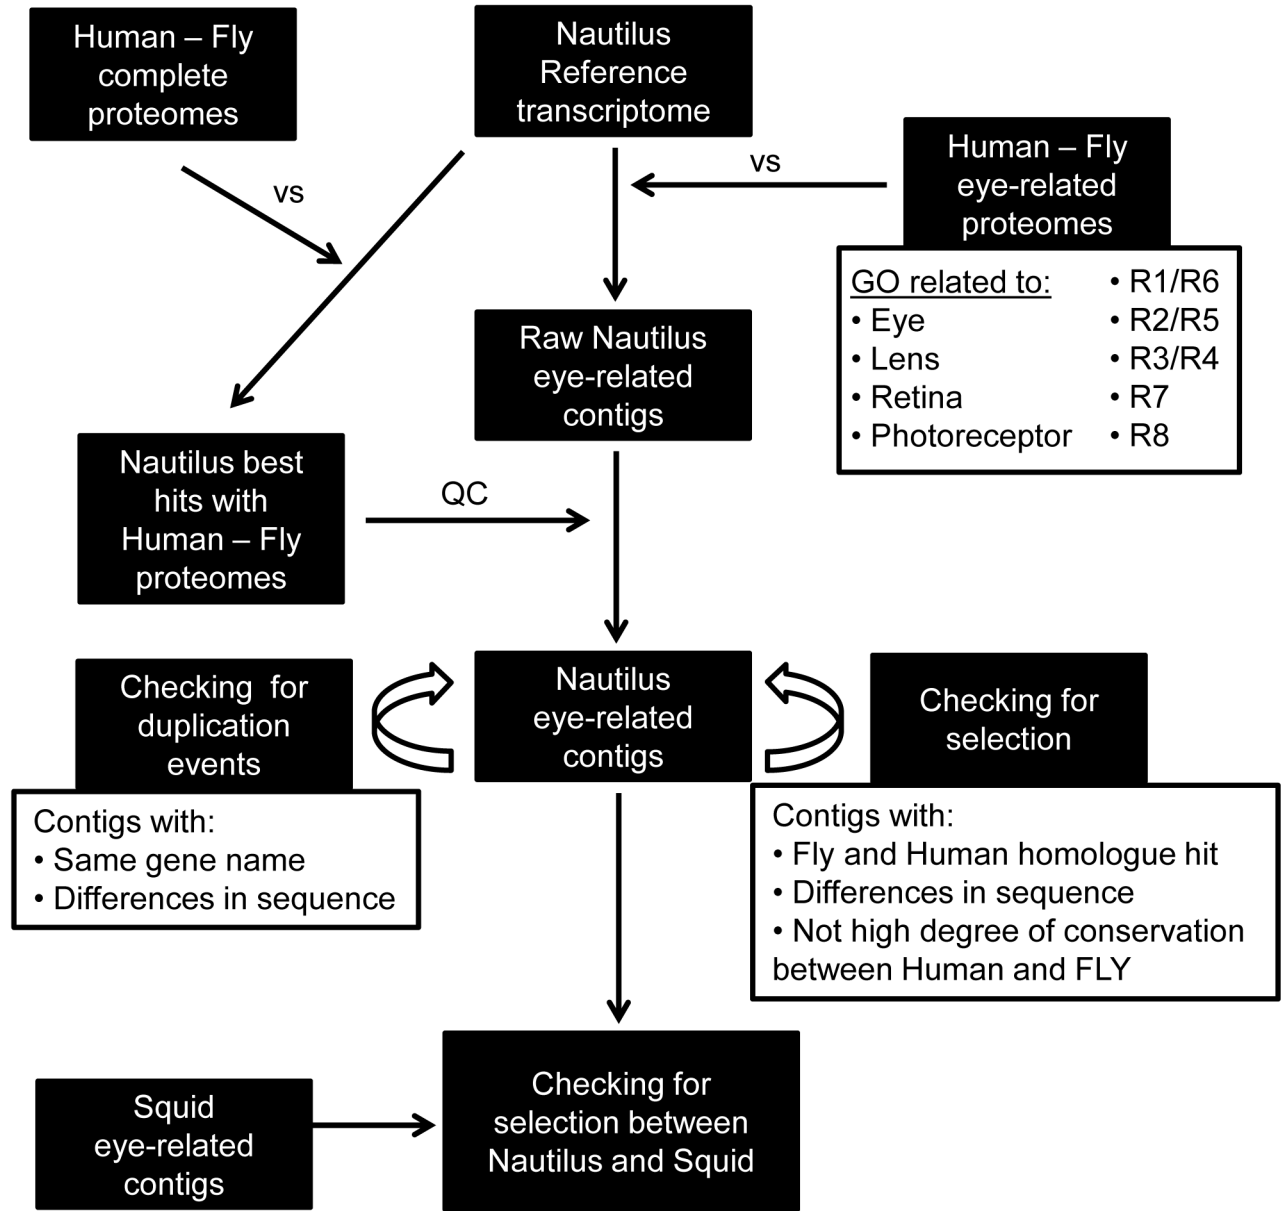 Human – Fly
complete
proteomes
Nautilus
Reference
transcriptome
vs
vs
Human – Fly
eye-related
proteomes
GO related to:
• Eye
• Lens
• Retina
• Photoreceptor
• R1/R6
• R2/R5
• R3/R4
• R7
• R8
Raw Nautilus
eye-related
contigs
Nautilus best
hits with
Human – Fly
proteomes
QC
Checking for
duplication
events
Contigs with:
• Same gene name
• Differences in sequence
Nautilus
eye-related
contigs
Checking for
selection
Contigs with:
• Fly and Human homologue hit
• Differences in sequence
• Not high degree of conservation
between Human and FLY
Squid
eye-related
contigs
Checking for
selection between
Nautilus and Squid